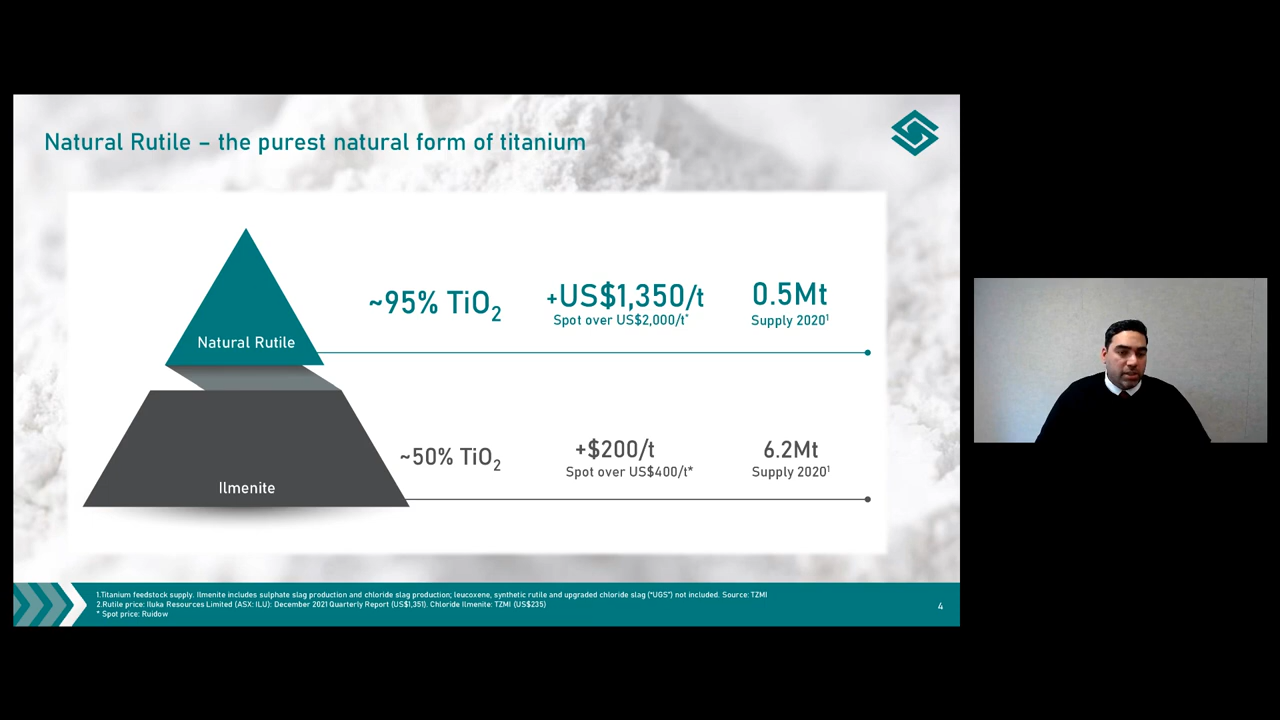 Natural Rutile – the purest natural form of titanium
~95% TiO₂
+US$1,350/t
Spot over US$2,000/t*
0.5Mt
Supply 2020¹
Natural Rutile
~50% TiO₂
+$200/t
Spot over US$400/t*
6.2Mt
Supply 2020¹
Ilmenite
1.Titanium feedstock supply. Ilmenite includes sulphate slag production and chloride slag production; leucoxene, synthetic rutile and upgraded chloride slag ("UGS") not included. Source: TZMI
2.Rutile price: Iluka Resources Limited (ASX: ILU): December 2021 Quarterly Report (US$1,351). Chloride Ilmenite: TZMI (US$235)
* Spot price: Ruidow
4